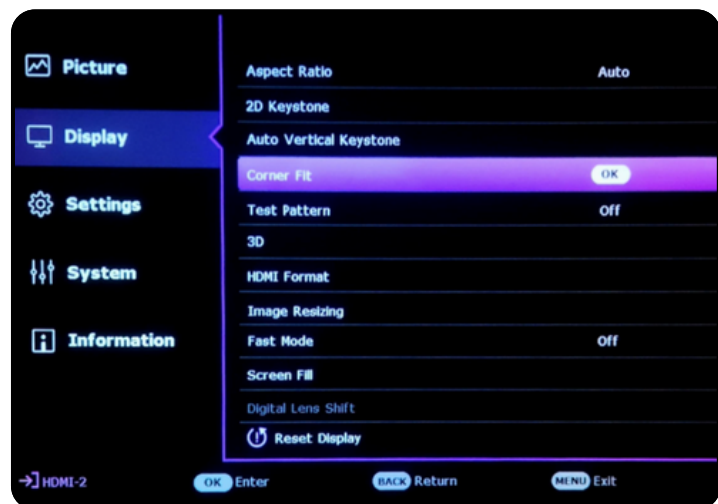 Picture
Display
Settings
System
Information
Aspect Ratio Auto
2D Keystone
Auto Vertical Keystone
Corner Fit OK
Test Pattern Off
3D
HDMI Format
Image Resizing
Fast Mode Off
Screen Fill
Digital Lens Shift
Reset Display
HDMI-2 OK Enter BACK Return MENU Exit